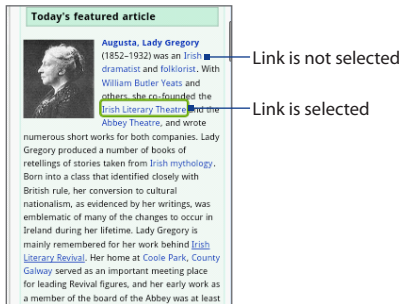 Today's featured article
Augusta, Lady Gregory
(1852–1932) was an Irish
dramatist and folklorist. With
William Butler Yeats and
others, she co-founded the
Irish Literary Theatre and the
Abbey Theatre, and wrote
numerous short works for both companies. Lady
Gregory produced a number of books of
retellings of stories taken from Irish mythology.
Born into a class that identified closely with
British rule, her conversion to cultural
nationalism, as evidenced by her writings, was
emblematic of many of the changes to occur in
Ireland during her lifetime. Lady Gregory is
mainly remembered for her work behind Irish
Literary Revival. Her home at Coole Park, County
Galway served as an important meeting place
for leading Revival figures, and her early work as
a member of the board of the Abbey was at least
Link is not selected
Link is selected